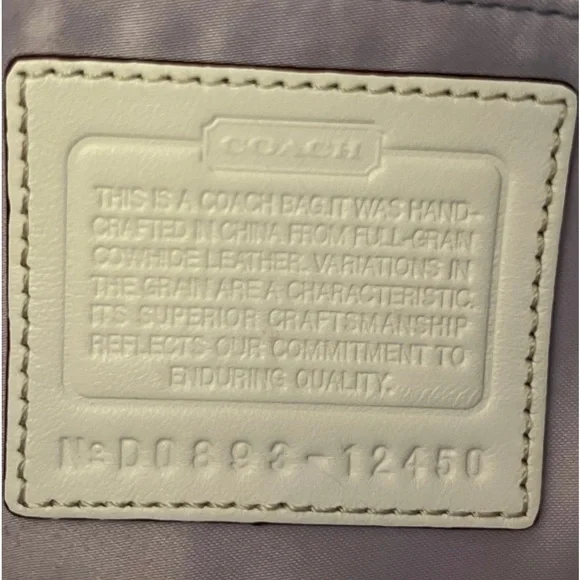 COACH
THIS IS A COACH BAG.IT WAS HAND-
CRAFTED IN CHINA FROM FULL-GRAIN
COWHIDE LEATHER. VARIATIONS IN
THE GRAIN ARE A CHARACTERISTIC.
ITS SUPERIOR CRAFTSMANSHIP
REFLECTS OUR COMMITMENT TO
ENDURING QUALITY.
No D0893-12450